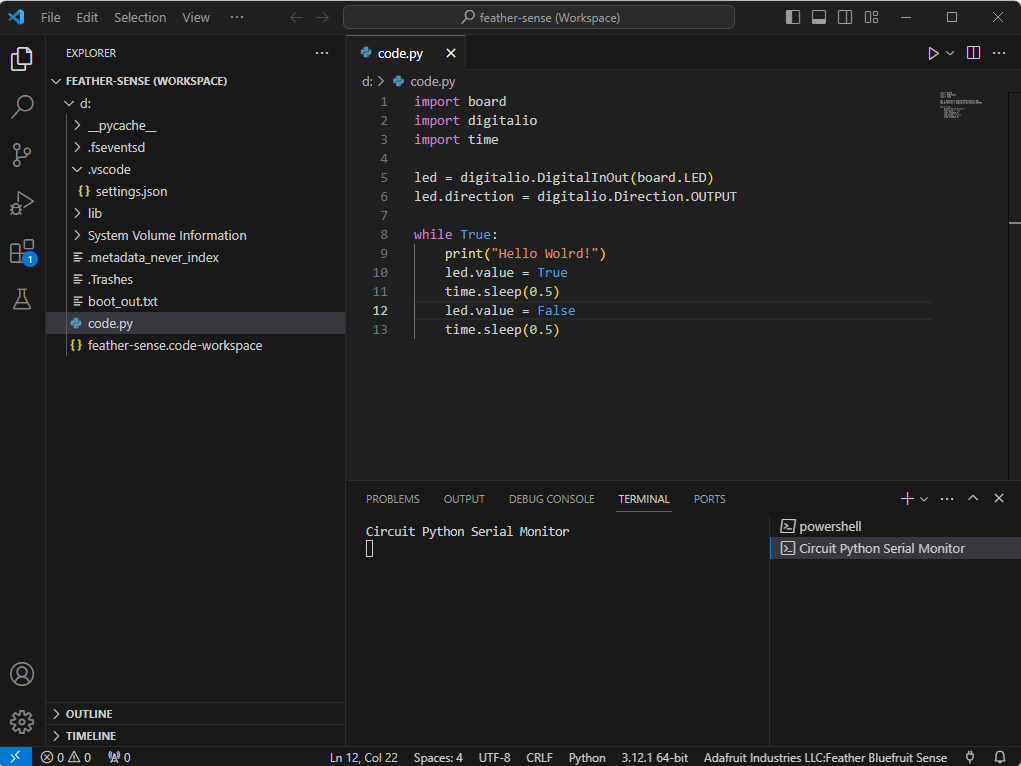 File Edit Selection View ··· feather-sense (Workspace)
EXPLORER ···
FEATHER-SENSE (WORKSPACE)
d:
__pycache__
.fseventsd
.vscode
{} settings.json
lib
System Volume Information
.metadata_never_index
.Trashes
boot_out.txt
code.py
{} feather-sense.code-workspace
OUTLINE
TIMELINE
code.py
d: > code.py
1 import board
2 import digitalio
3 import time
4
5 led = digitalio.DigitalInOut(board.LED)
6 led.direction = digitalio.Direction.OUTPUT
7
8 while True:
9 print("Hello Wolrd!")
10 led.value = True
11 time.sleep(0.5)
12 led.value = False
13 time.sleep(0.5)
PROBLEMS OUTPUT DEBUG CONSOLE TERMINAL PORTS
Circuit Python Serial Monitor
powershell
Circuit Python Serial Monitor
1
0 0 0 Ln 12, Col 22 Spaces: 4 UTF-8 CRLF Python 3.12.1 64-bit Adafruit Industries LLC:Feather Bluefruit Sense